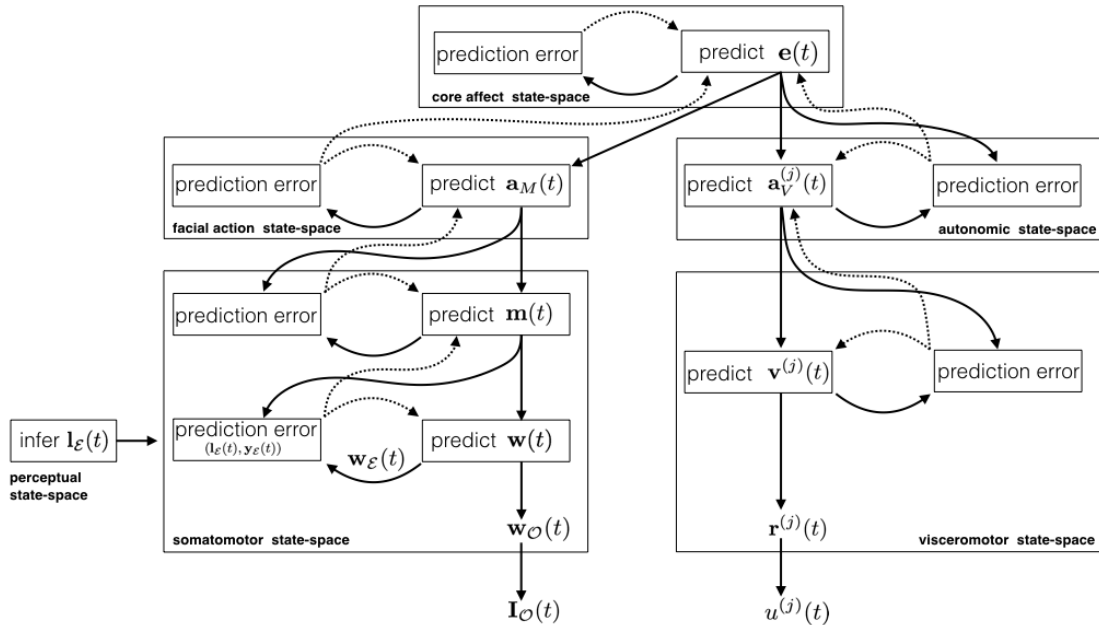 prediction error
predict e(t)
core affect state-space
prediction error
predict a_M(t)
facial action state-space
predict a_V^{(j)}(t)
prediction error
autonomic state-space
prediction error
predict m(t)
predict v^{(j)}(t)
prediction error
infer l_ℰ(t)
perceptual
state-space
prediction error
(l_ℰ(t), y_ℰ(t))
w_ℰ(t)
predict w(t)
w_𝒪(t)
somatomotor state-space
r^{(j)}(t)
visceromotor state-space
I_𝒪(t)
u^{(j)}(t)